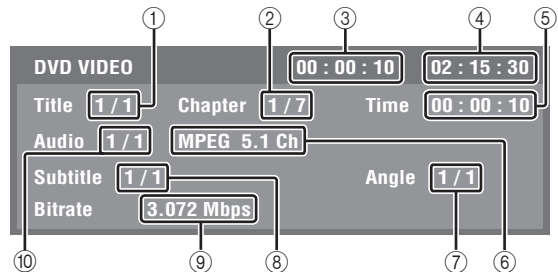 ① ② ③ ④ ⑤
DVD VIDEO 00 : 00 : 10 02 : 15 : 30
Title 1 / 1 Chapter 1 / 7 Time 00 : 00 : 10
Audio 1 / 1 MPEG 5.1 Ch
Subtitle 1 / 1 Angle 1 / 1
Bitrate 3.072 Mbps
⑩ ⑨ ⑧ ⑦ ⑥